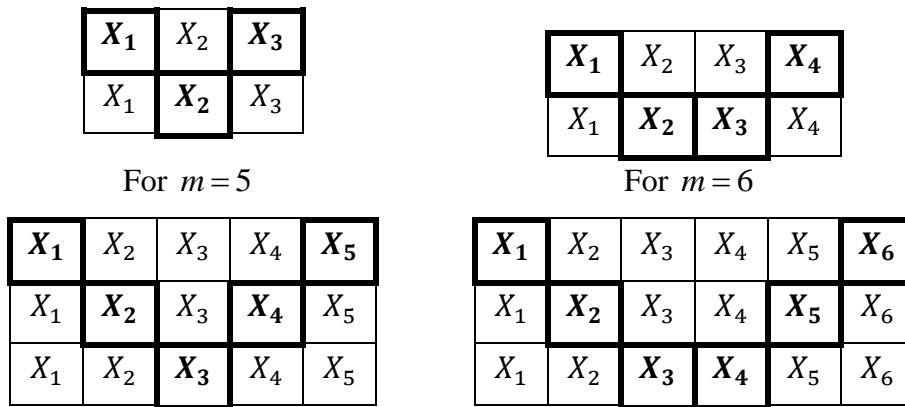 X₁ X₂ X₃
X₁ X₂ X₃
X₁ X₂ X₃ X₄
X₁ X₂ X₃ X₄
For m = 5
For m = 6
X₁ X₂ X₃ X₄ X₅
X₁ X₂ X₃ X₄ X₅
X₁ X₂ X₃ X₄ X₅
X₁ X₂ X₃ X₄ X₅ X₆
X₁ X₂ X₃ X₄ X₅ X₆
X₁ X₂ X₃ X₄ X₅ X₆